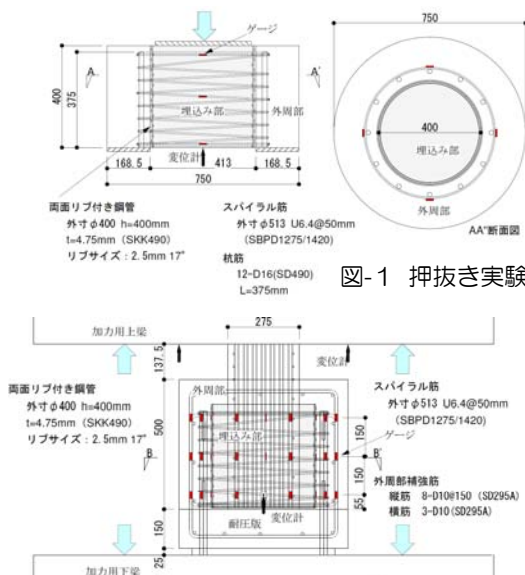 ゲージ
A
A'
400
375
埋込み部
外周部
変位計
168.5
413
168.5
750
両面リブ付き鋼管
外寸φ400 h=400mm
t=4.75mm (SKK490)
リブサイズ:2.5mm 17°
スパイラル筋
外寸φ513 U6.4@50mm
(SBPD1275/1420)
杭筋
12-D16(SD490)
L=375mm
750
400
埋込み部
外周部
AA"断面図
図-1 押抜き実験
加力用上梁
275
137.5
変位計
両面リブ付き鋼管
外寸φ400 h=400mm
t=4.75mm (SKK490)
リブサイズ:2.5mm 17°
500
150
25
B
B'
外周部
埋込み部
耐圧版
変位計
ゲージ
150
150
55
スパイラル筋
外寸φ513 U6.4@50mm
(SBPD1275/1420)
外周部補強筋
縦筋 8-D10@150 (SD295A)
横筋 3-D10(SD295A)
加力用下梁